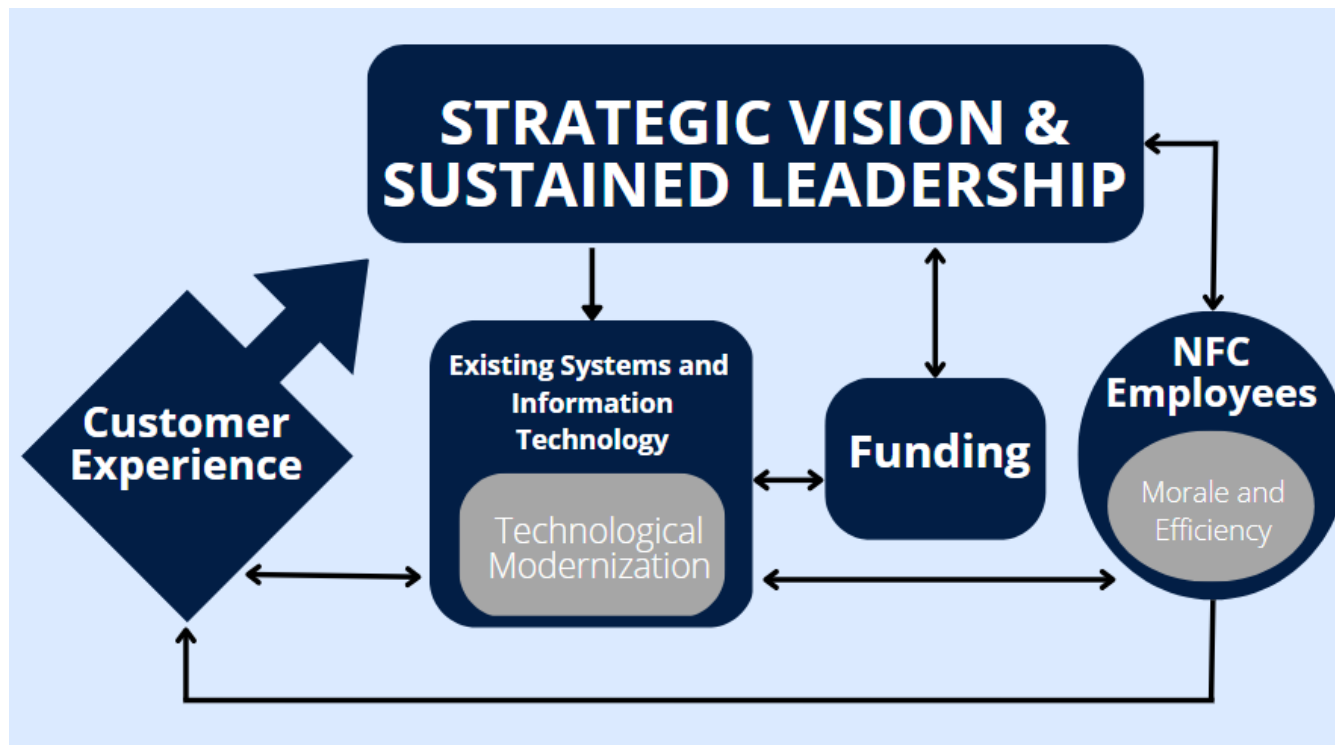 STRATEGIC VISION &
SUSTAINED LEADERSHIP
Customer
Experience
Existing Systems and
Information
Technology
Technological
Modernization
Funding
NFC
Employees
Morale and
Efficiency